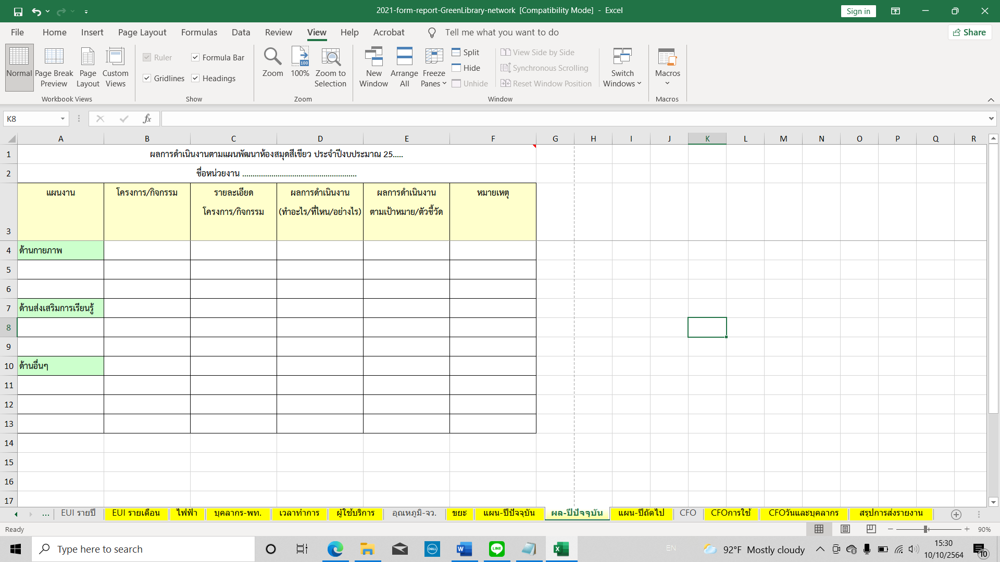 2021-form-report-GreenLibrary-network [Compatibility Mode] - Excel
Sign in
File Home Insert Page Layout Formulas Data Review View Help Acrobat Tell me what you want to do
Share
Normal
Page Break Preview
Page Layout
Custom Views
Workbook Views
Ruler
Formula Bar
Gridlines
Headings
Show
Zoom
100
100%
Zoom to Selection
Zoom
New Window
Arrange All
Freeze Panes
Split
Hide
Unhide
View Side by Side
Synchronous Scrolling
Reset Window Position
Switch Windows
Window
Macros
Macros
K8
fx
A B C D E F G H I J K L M N O P Q R
1 ผลการดำเนินงานตามแผนพัฒนาห้องสมุดสีเขียว ประจำปีงบประมาณ 25.....
2 ชื่อหน่วยงาน .......................................................
แผนงาน โครงการ/กิจกรรม รายละเอียด ผลการดำเนินงาน ผลการดำเนินงาน หมายเหตุ
โครงการ/กิจกรรม (ทำอะไร/ที่ไหน/อย่างไร) ตามเป้าหมาย/ตัวชี้วัด
3
4 ด้านกายภาพ
5
6
7 ด้านส่งเสริมการเรียนรู้
8
9
10 ด้านอื่นๆ
11
12
13
14
15
16
17
... EUI รายปี EUI รายเดือน ไฟฟ้า บุคลากร-พท. เวลาทำการ ผู้ใช้บริการ อุณหภูมิ-จว. ขยะ แผน-ปีปัจจุบัน ผล-ปีปัจจุบัน แผน-ปีถัดไป CFO CFOการใช้ CFOวันและบุคลากร สรุปการส่งรายงาน
Ready
90%
Type here to search
DELL
LINE
EN
92°F Mostly cloudy
15:30
10/10/2564
10